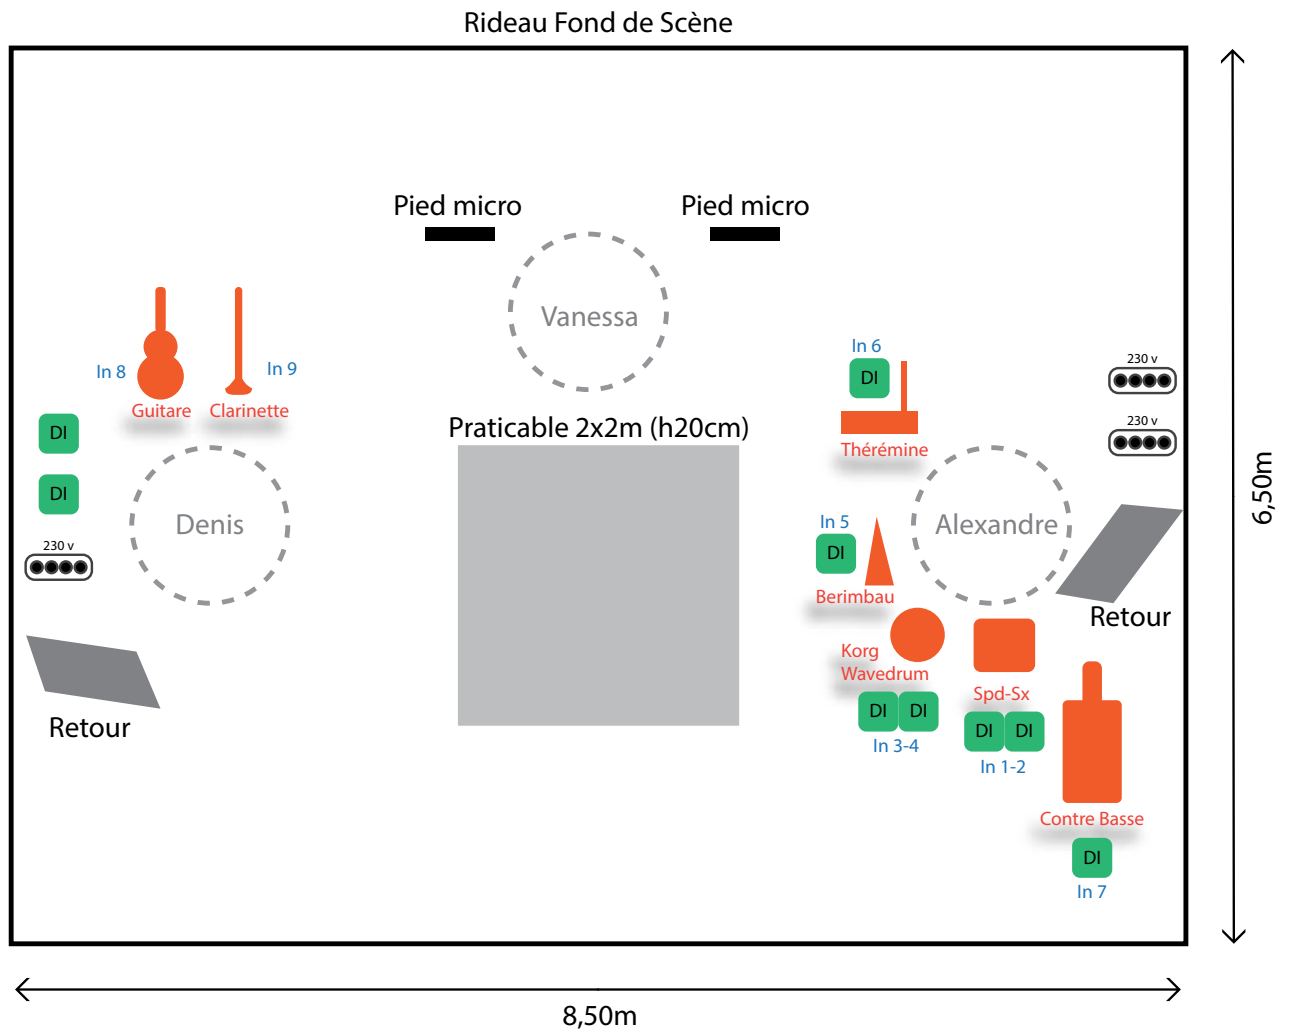 Rideau Fond de Scène
Pied micro
Pied micro
Vanessa
In 8
In 9
Guitare
Clarinette
DI
DI
230 v
Denis
Retour
Praticable 2x2m (h20cm)
In 6
DI
Thérémine
230 v
230 v
Alexandre
In 5
DI
Berimbau
Retour
Korg
Wavedrum
DI
DI
In 3-4
Spd-Sx
DI
DI
In 1-2
Contre Basse
DI
In 7
6,50m
8,50m